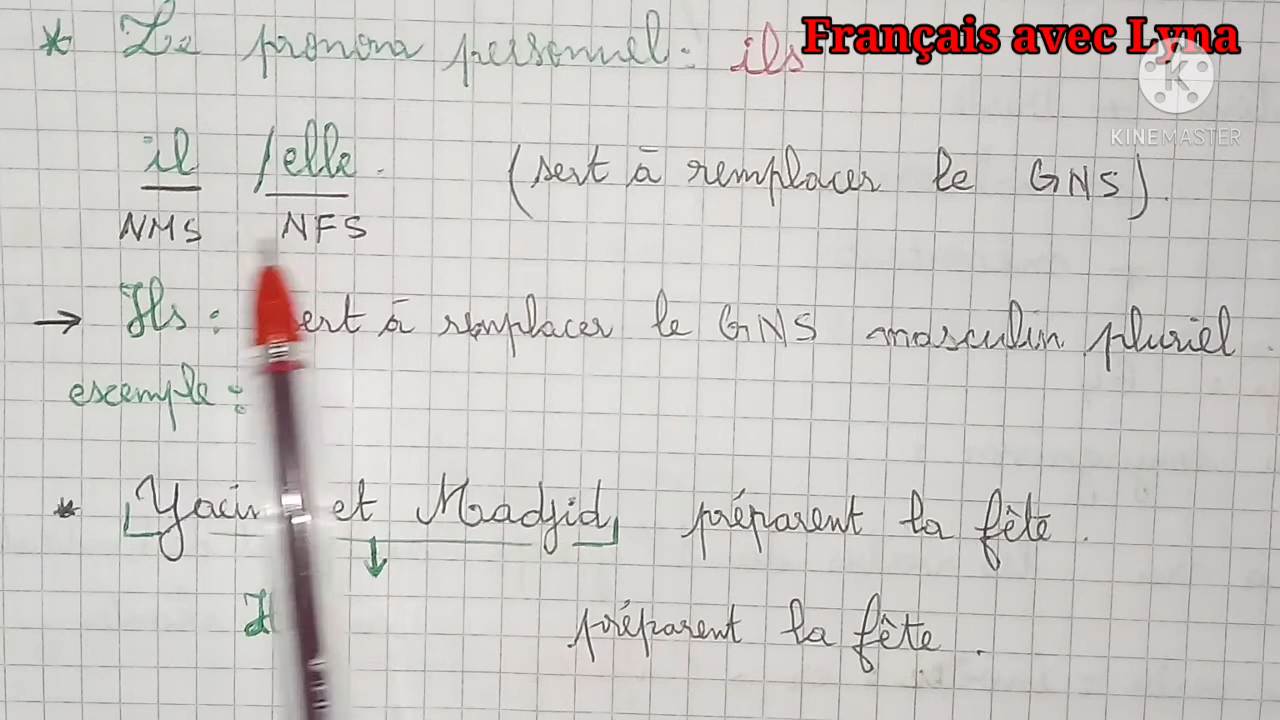 * Le pronom personnel: ils
Français avec Lyna
KINEMASTER
il / elle. (sert à remplacer le GNS).
NMS NFS
→ Ils: sert à remplacer le GNS masculin pluriel.
escemple:
* et Madjid préparent la fête.
préparent la fête.